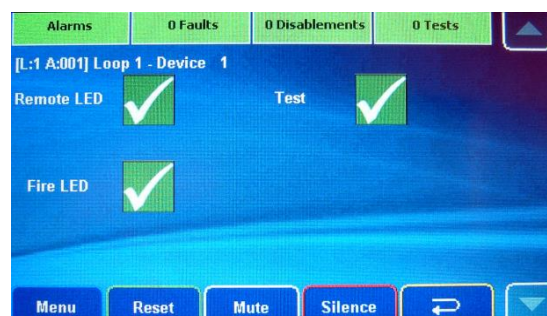 Alarms 0 Faults 0 Disablements 0 Tests
[L:1 A:001] Loop 1 - Device 1
Remote LED Test
Fire LED
Menu Reset Mute Silence